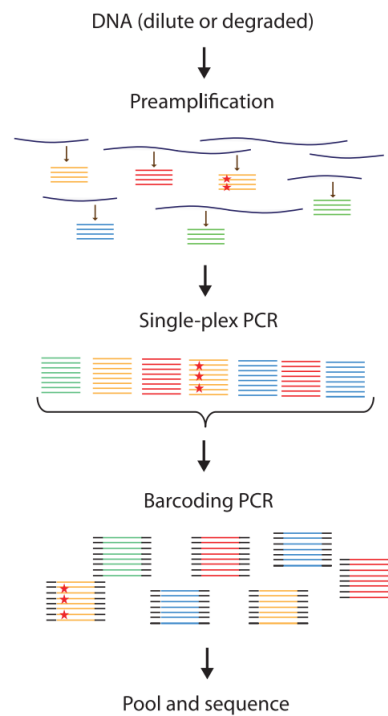 DNA (dilute or degraded)
Preamplification
Single-plex PCR
Barcoding PCR
Pool and sequence